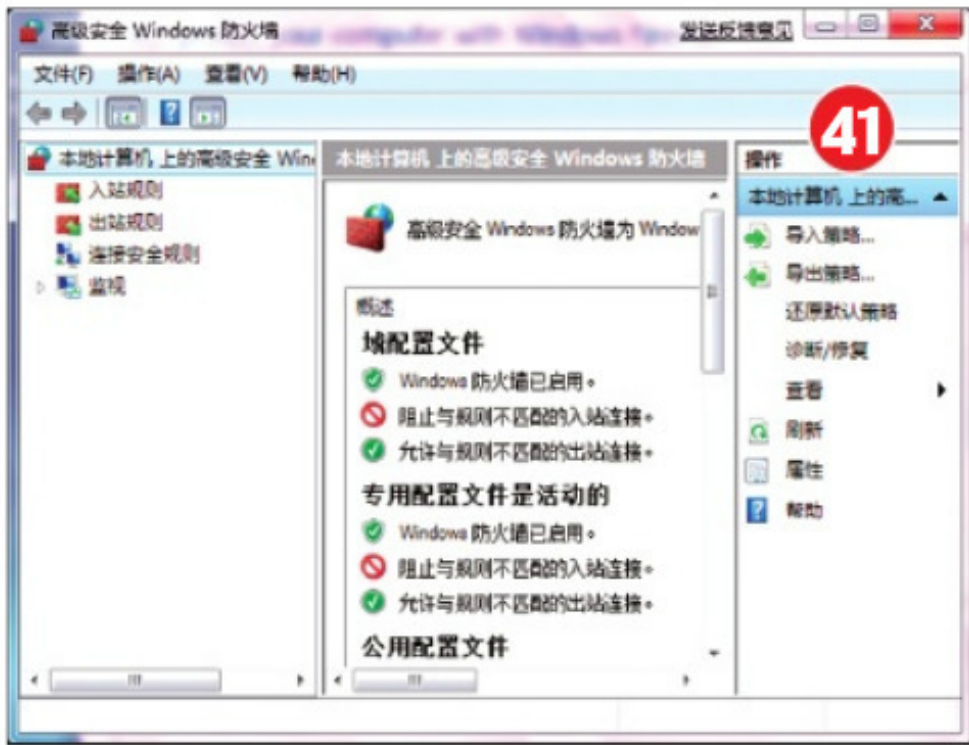 高级安全 Windows 防火墙
发送反馈意见
文件(F) 操作(A) 查看(V) 帮助(H)
41
本地计算机 上的高级安全 Win
入站规则
出站规则
连接安全规则
监视
本地计算机 上的高级安全 Windows 防火墙
高级安全 Windows 防火墙为 Window
概述
域配置文件
Windows 防火墙已启用。
阻止与规则不匹配的入站连接。
允许与规则不匹配的出站连接。
专用配置文件是活动的
Windows 防火墙已启用。
阻止与规则不匹配的入站连接。
允许与规则不匹配的出站连接。
公用配置文件
操作
本地计算机 上的高...
导入策略...
导出策略...
还原默认策略
诊断/修复
查看
刷新
属性
帮助